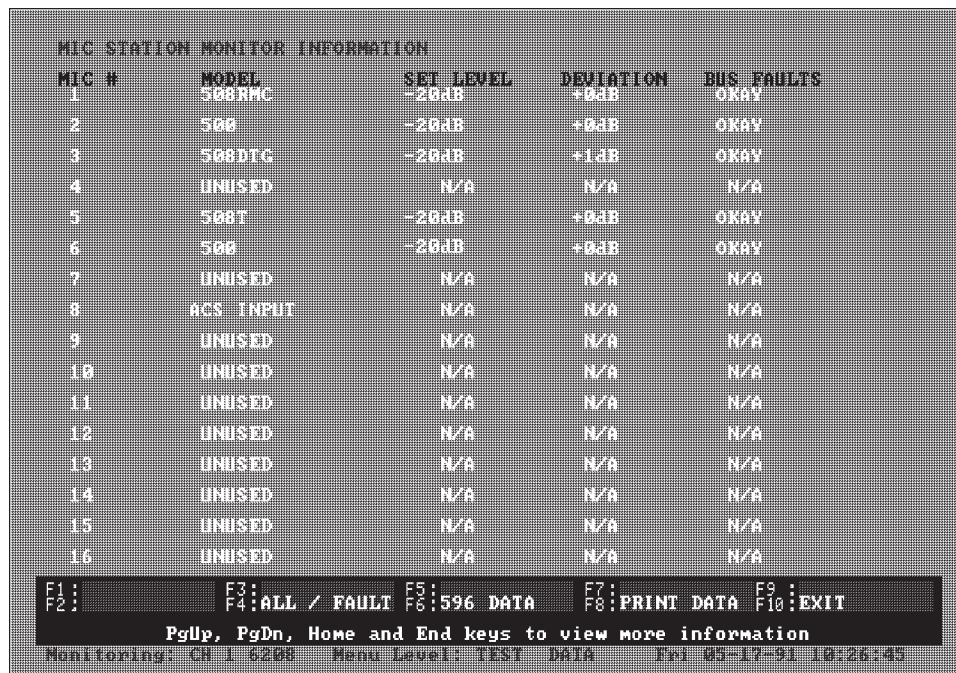 MIC STATION MONITOR INFORMATION
MIC # MODEL SET LEVEL DEVIATION BUS FAULTS
1 508RMC -20dB +0dB OKAY
2 500 -20dB +0dB OKAY
3 508DTG -20dB +1dB OKAY
4 UNUSED N/A N/A N/A
5 508T -20dB +0dB OKAY
6 500 -20dB +0dB OKAY
7 UNUSED N/A N/A N/A
8 ACS INPUT N/A N/A N/A
9 UNUSED N/A N/A N/A
10 UNUSED N/A N/A N/A
11 UNUSED N/A N/A N/A
12 UNUSED N/A N/A N/A
13 UNUSED N/A N/A N/A
14 UNUSED N/A N/A N/A
15 UNUSED N/A N/A N/A
16 UNUSED N/A N/A N/A
F1: F3: F5: F7: F9:
F2: F4:ALL / FAULT F6:596 DATA F8:PRINT DATA F10:EXIT
PgUp, PgDn, Home and End keys to view more information
Monitoring: CH 1 6208 Menu Level: TEST DATA Fri 05-17-91 10:26:45